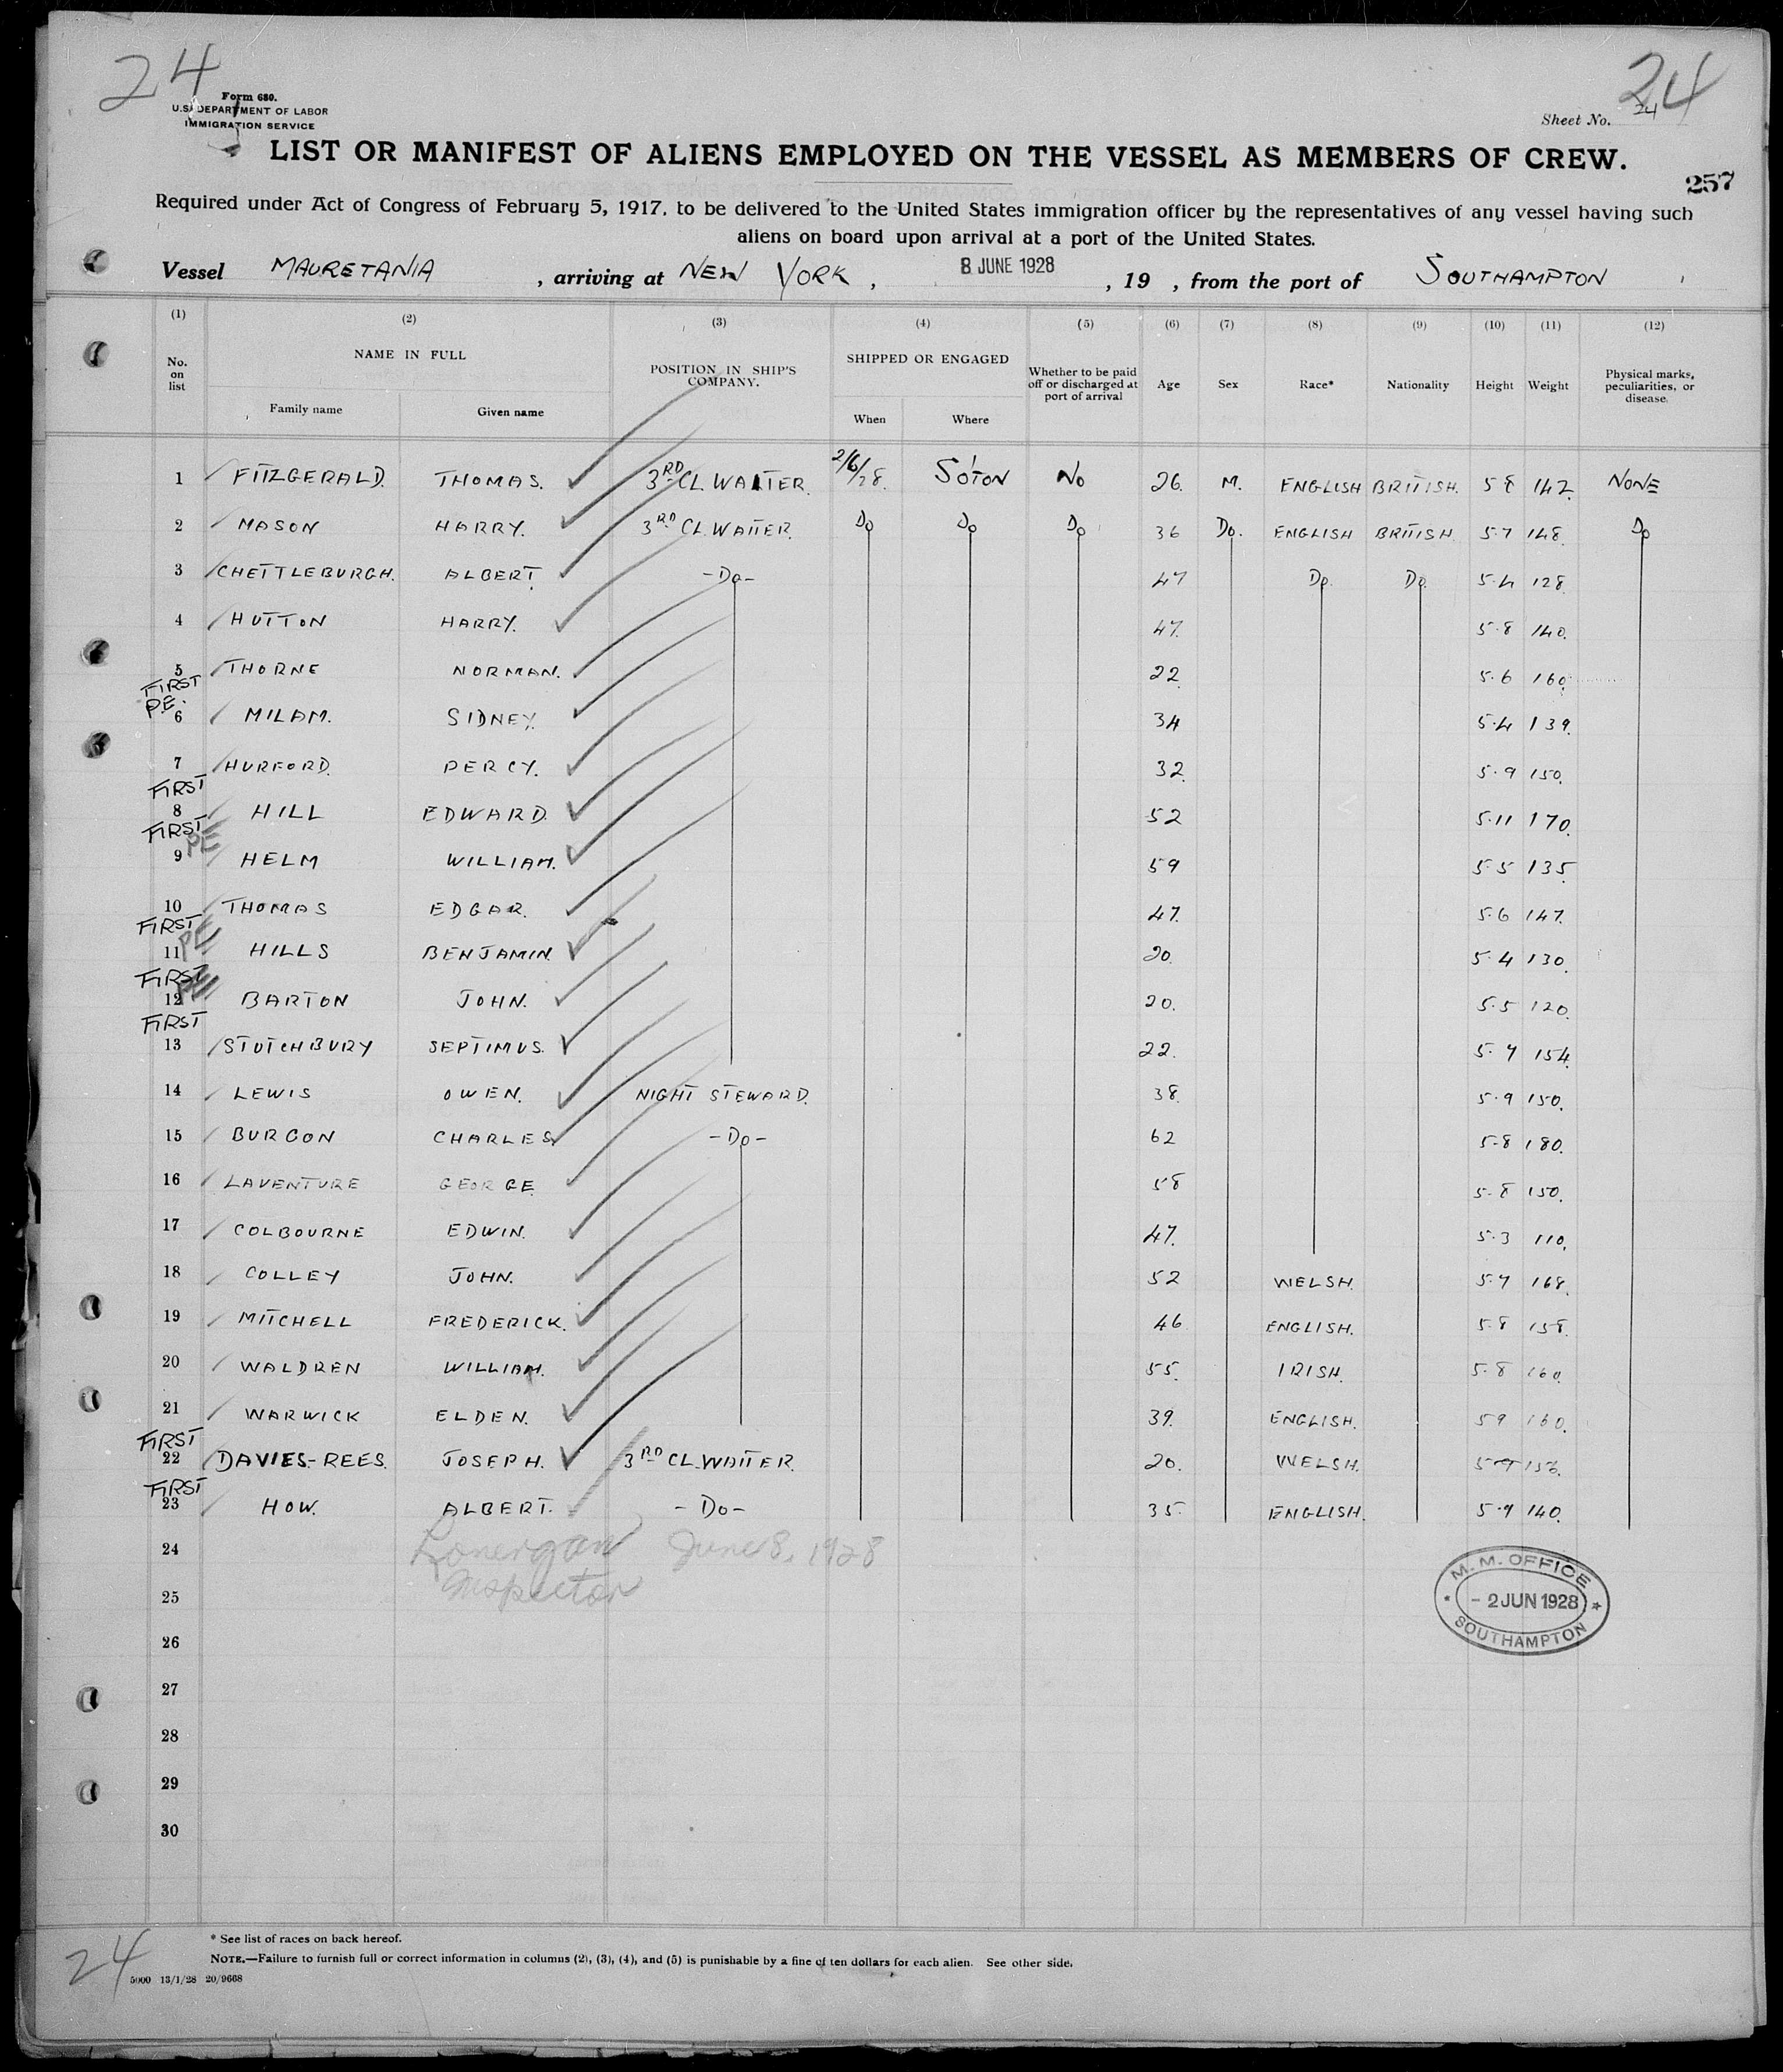 24
24
Form 680.
U.S. DEPARTMENT OF LABOR
IMMIGRATION SERVICE
Sheet No. 24
LIST OR MANIFEST OF ALIENS EMPLOYED ON THE VESSEL AS MEMBERS OF CREW.
257
Required under Act of Congress of February 5, 1917, to be delivered to the United States immigration officer by the representatives of any vessel having such
aliens on board upon arrival at a port of the United States.
Vessel MAURETANIA, arriving at NEW YORK, 8 JUNE 1928, 19 , from the port of SOUTHAMPTON
(1) (2) (3) (4) (5) (6) (7) (8) (9) (10) (11) (12)
No. on list NAME IN FULL POSITION IN SHIP'S COMPANY. SHIPPED OR ENGAGED Whether to be paid off or discharged at port of arrival Age Sex Race* Nationality Height Weight Physical marks, peculiarities, or disease.
Family name Given name When Where
1 FITZGERALD. THOMAS. 3RD CL. WAITER. 2/6/28. SO'TON NO 26. M. ENGLISH BRITISH. 5 8 142. NONE
2 MASON HARRY. 3RD CL. WAITER. Do Do Do 36 Do. ENGLISH BRITISH 5.7 148. Do
3 CHETTLEBURGH. ALBERT. -Do- 47 Do. Do. 5.4 128
4 HUTTON HARRY. 47. 5.8 140.
5 THORNE NORMAN. 22 5.6 160.
FIRST
P.E.
6 MILAM. SIDNEY. 34 5.4 139.
7 HURFORD. PERCY. 32 5.9 150.
FIRST
8 HILL EDWARD. 52 5.11 170.
FIRST PE
9 HELM WILLIAM. 59 5.5 135.
10 THOMAS EDGAR. 47. 5.6 147.
FIRST PE
11 HILLS BENJAMIN. 20. 5.4 130.
FIRST
12 BARTON JOHN. 20. 5.5 120.
FIRST
13 STUTCHBURY SEPTIMUS. 22. 5.7 154.
14 LEWIS OWEN. NIGHT STEWARD. 38. 5.9 150.
15 BURGON CHARLES -Do- 62 5.8 180.
16 LAVENTURE GEORGE 58 5.8 150.
17 COLBOURNE EDWIN. 47. 5.3 110.
18 COLLEY JOHN. 52 WELSH. 5.7 168.
19 MITCHELL FREDERICK. 46 ENGLISH. 5.8 158.
20 WALDREN WILLIAM. 55. IRISH. 5.8 160.
21 WARWICK ELDEN. 39. ENGLISH. 5 9 160.
FIRST
22 DAVIES-REES. JOSEPH. 3RD CL. WAITER. 20. WELSH.
FIRST
23 HOW. ALBERT. -Do- 35. ENGLISH. 5.9 140.
24 Lonergan June 8, 1928
25 Inspector
M. M. OFFICE
- 2 JUN 1928
SOUTHAMPTON
26
27
28
29
30
* See list of races on back hereof.
NOTE.—Failure to furnish full or correct information in columns (2), (3), (4), and (5) is punishable by a fine of ten dollars for each alien. See other side.
24
5000 13/1/28 20/9668